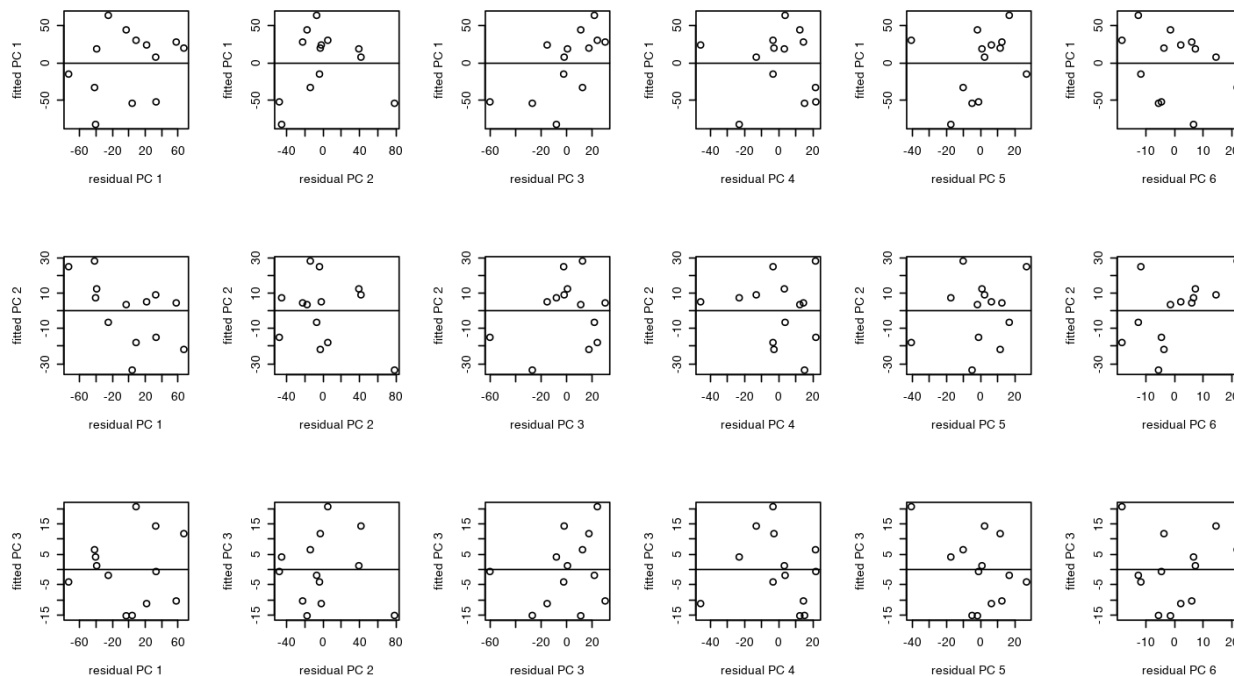 fitted PC 1
-50 0 50
-60 -20 20 60
residual PC 1
fitted PC 1
-50 0 50
-40 0 40 80
residual PC 2
fitted PC 1
-50 0 50
-60 -20 0 20
residual PC 3
fitted PC 1
-50 0 50
-40 -20 0 20
residual PC 4
fitted PC 1
-50 0 50
-40 -20 0 20
residual PC 5
fitted PC 1
-50 0 50
-10 0 10 20
residual PC 6
fitted PC 2
-30 -10 10 30
-60 -20 20 60
residual PC 1
fitted PC 2
-30 -10 10 30
-40 0 40 80
residual PC 2
fitted PC 2
-30 -10 10 30
-60 -20 0 20
residual PC 3
fitted PC 2
-30 -10 10 30
-40 -20 0 20
residual PC 4
fitted PC 2
-30 -10 10 30
-40 -20 0 20
residual PC 5
fitted PC 2
-30 -10 10 30
-10 0 10 20
residual PC 6
fitted PC 3
-15 -5 5 15
-60 -20 20 60
residual PC 1
fitted PC 3
-15 -5 5 15
-40 0 40 80
residual PC 2
fitted PC 3
-15 -5 5 15
-60 -20 0 20
residual PC 3
fitted PC 3
-15 -5 5 15
-40 -20 0 20
residual PC 4
fitted PC 3
-15 -5 5 15
-40 -20 0 20
residual PC 5
fitted PC 3
-15 -5 5 15
-10 0 10 20
residual PC 6